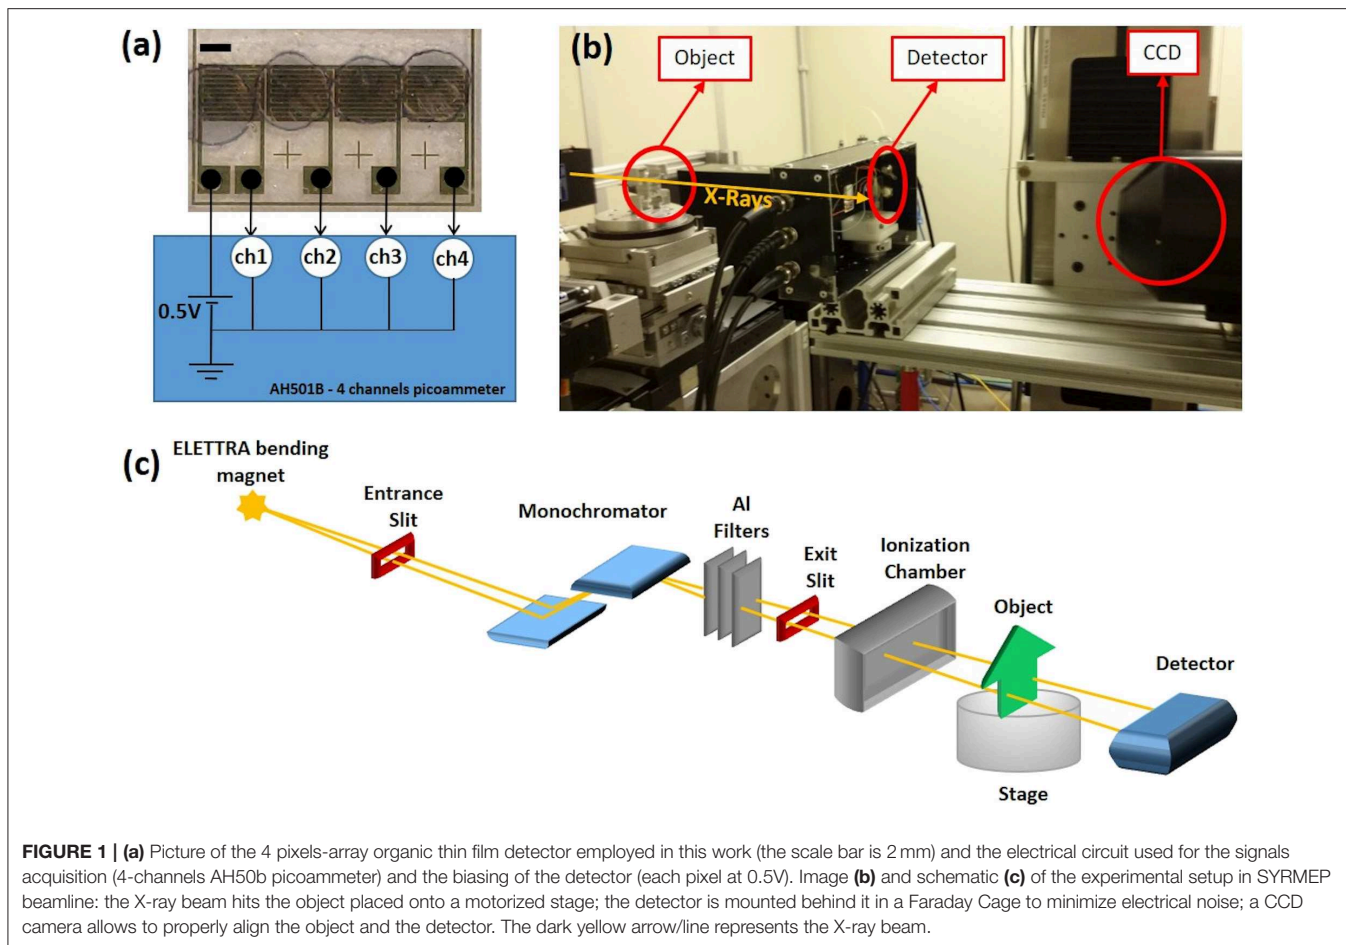 (a)
ch1 ch2 ch3 ch4
0.5V
AH501B - 4 channels picoammeter
(b)
Object
Detector
CCD
X-Rays
(c)
ELETTRA bending
magnet
Entrance
Slit
Monochromator
Al
Filters
Exit
Slit
Ionization
Chamber
Object
Detector
Stage
FIGURE 1 | (a) Picture of the 4 pixels-array organic thin film detector employed in this work (the scale bar is 2 mm) and the electrical circuit used for the signals
acquisition (4-channels AH50b picoammeter) and the biasing of the detector (each pixel at 0.5V). Image (b) and schematic (c) of the experimental setup in SYRMEP
beamline: the X-ray beam hits the object placed onto a motorized stage; the detector is mounted behind it in a Faraday Cage to minimize electrical noise; a CCD
camera allows to properly align the object and the detector. The dark yellow arrow/line represents the X-ray beam.